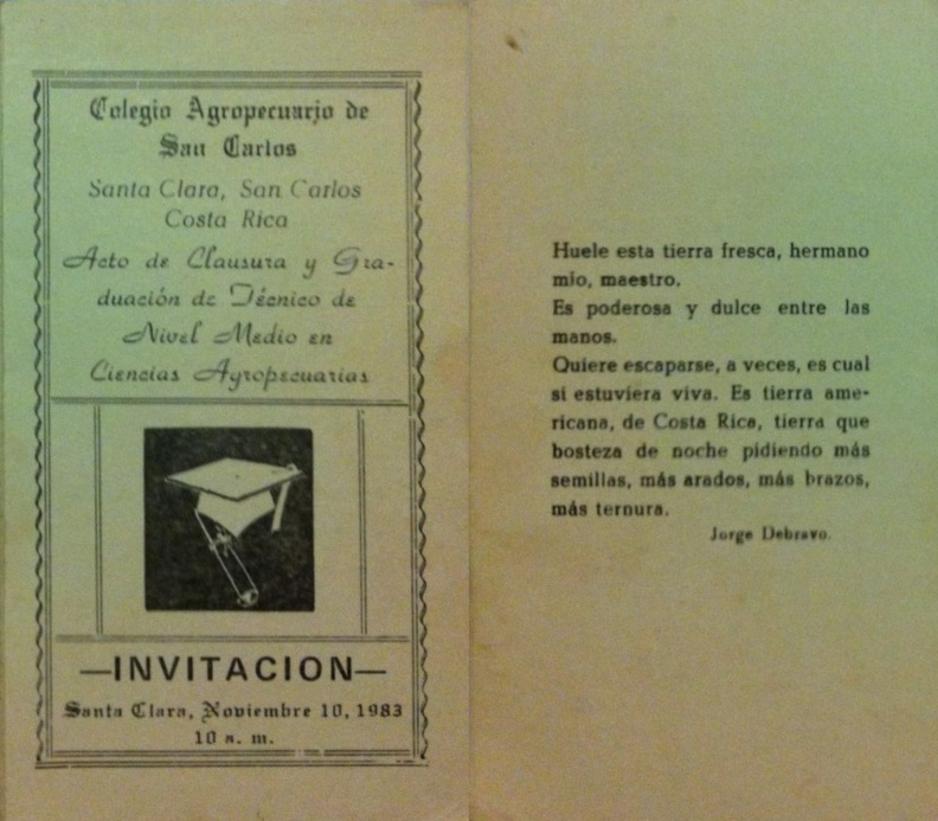 Colegio Agropecuario de
San Carlos
Santa Clara, San Carlos
Costa Rica
Acto de Clausura y Gra-
duación de Técnico de
Nivel Medio en
Ciencias Agropecuarias
—INVITACION—
Santa Clara, Noviembre 10, 1983
10 a. m.
Huele esta tierra fresca, hermano
mío, maestro.
Es poderosa y dulce entre las
manos.
Quiere escaparse, a veces, es cual
si estuviera viva. Es tierra ame-
ricana, de Costa Rica, tierra que
bosteza de noche pidiendo más
semillas, más arados, más brazos,
más ternura.
Jorge Debravo.